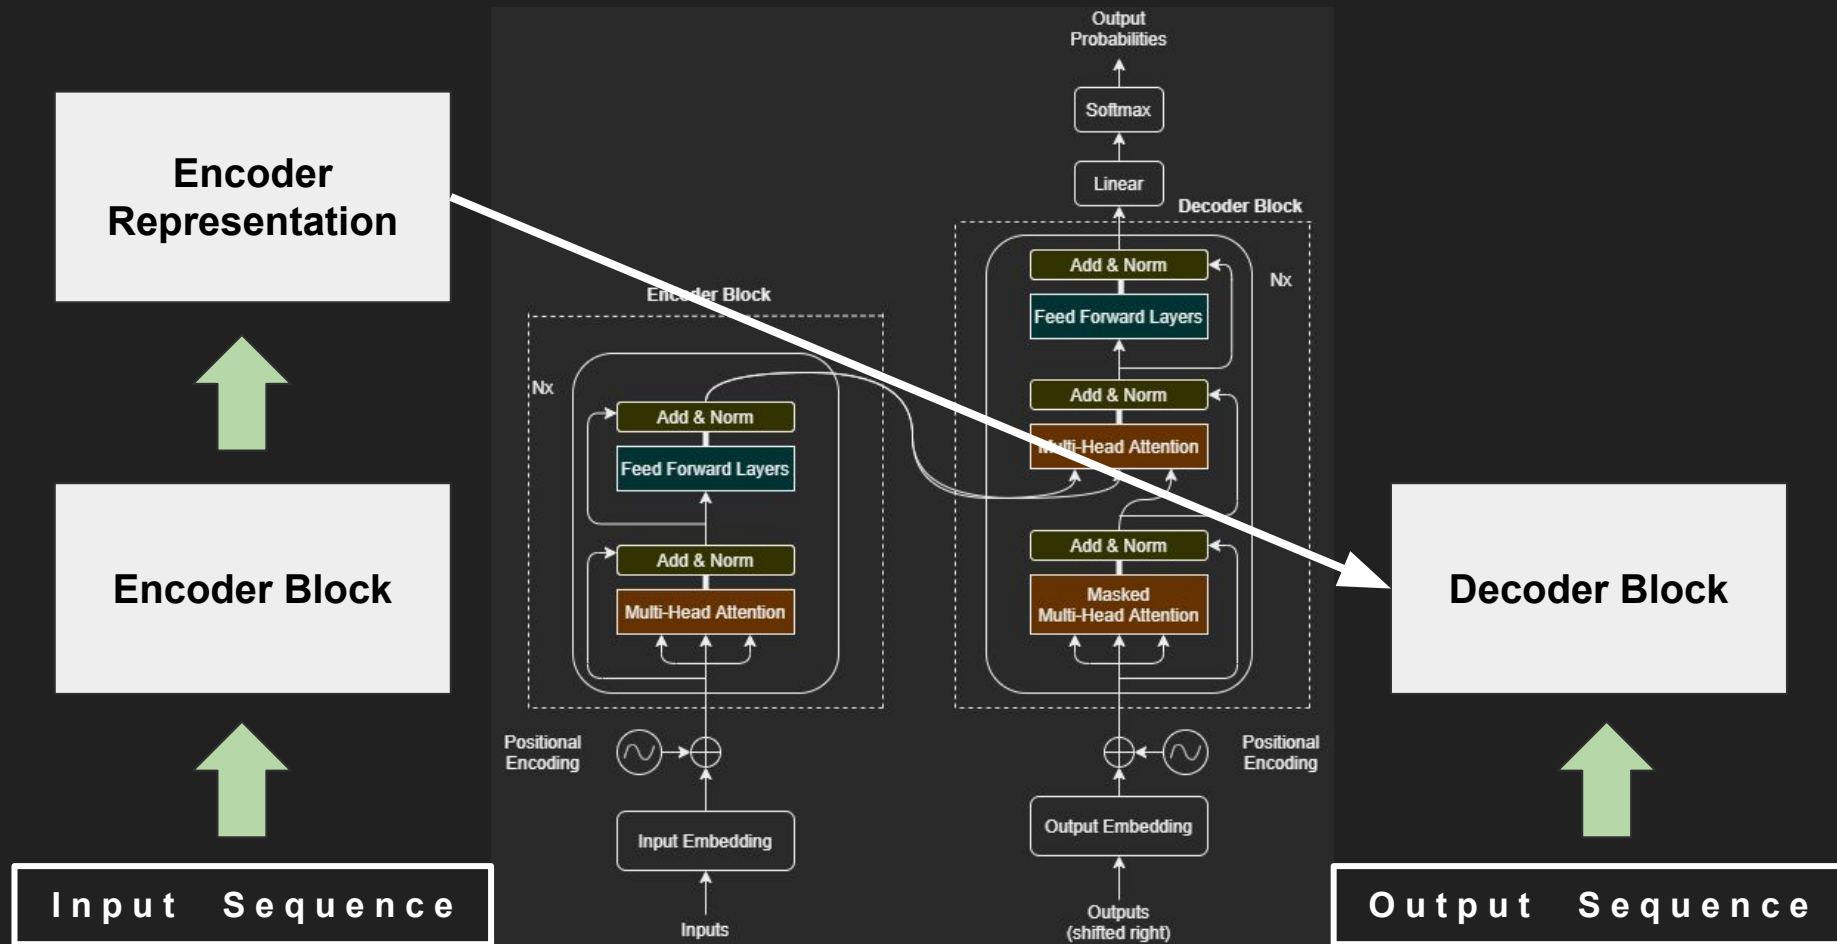 Encoder
Representation
Encoder Block
Input Sequence
Output
Probabilities
Softmax
Linear
Decoder Block
Add & Norm
Nx
Feed Forward Layers
Add & Norm
Multi-Head Attention
Add & Norm
Masked
Multi-Head Attention
Positional
Encoding
Output Embedding
Outputs
(shifted right)
Encoder Block
Nx
Add & Norm
Feed Forward Layers
Add & Norm
Multi-Head Attention
Positional
Encoding
Input Embedding
Inputs
Decoder Block
Output Sequence